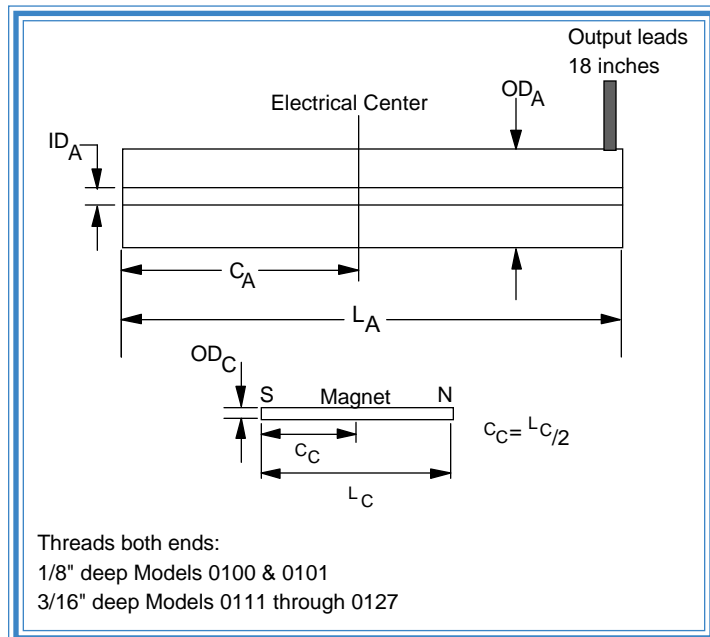 Output leads
18 inches
OD_A
Electrical Center
ID_A
C_A
L_A
OD_C
S Magnet N
C_C
C_C = L_C/2
L_C
Threads both ends:
1/8" deep Models 0100 & 0101
3/16" deep Models 0111 through 0127